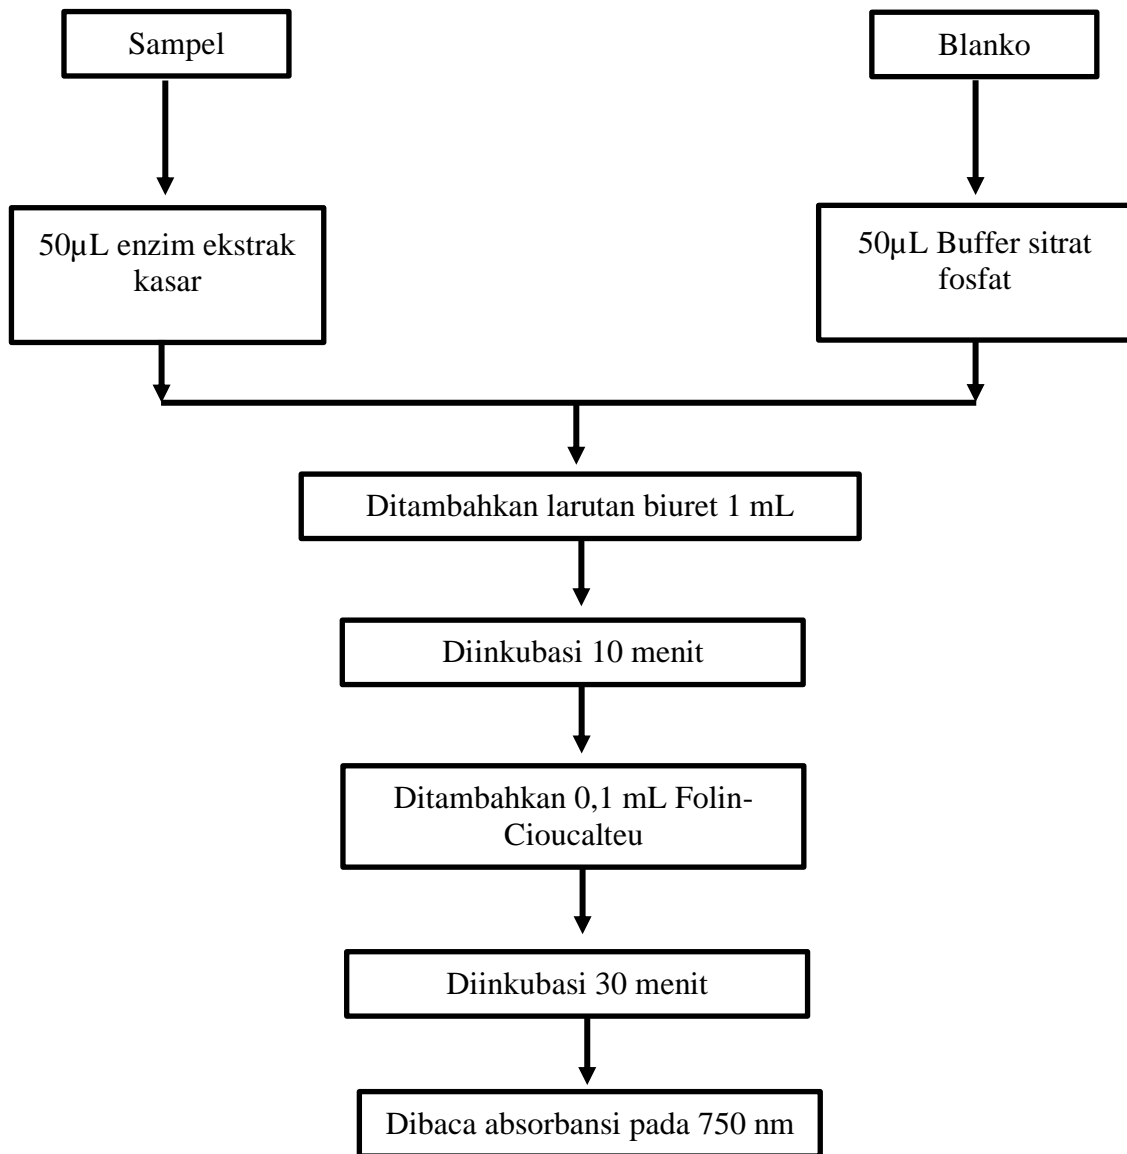 Sampel
Blanko
50µL enzim ekstrak
kasar
50µL Buffer sitrat
fosfat
Ditambahkan larutan biuret 1 mL
Diinkubasi 10 menit
Ditambahkan 0,1 mL Folin-
Cioucalteu
Diinkubasi 30 menit
Dibaca absorbansi pada 750 nm